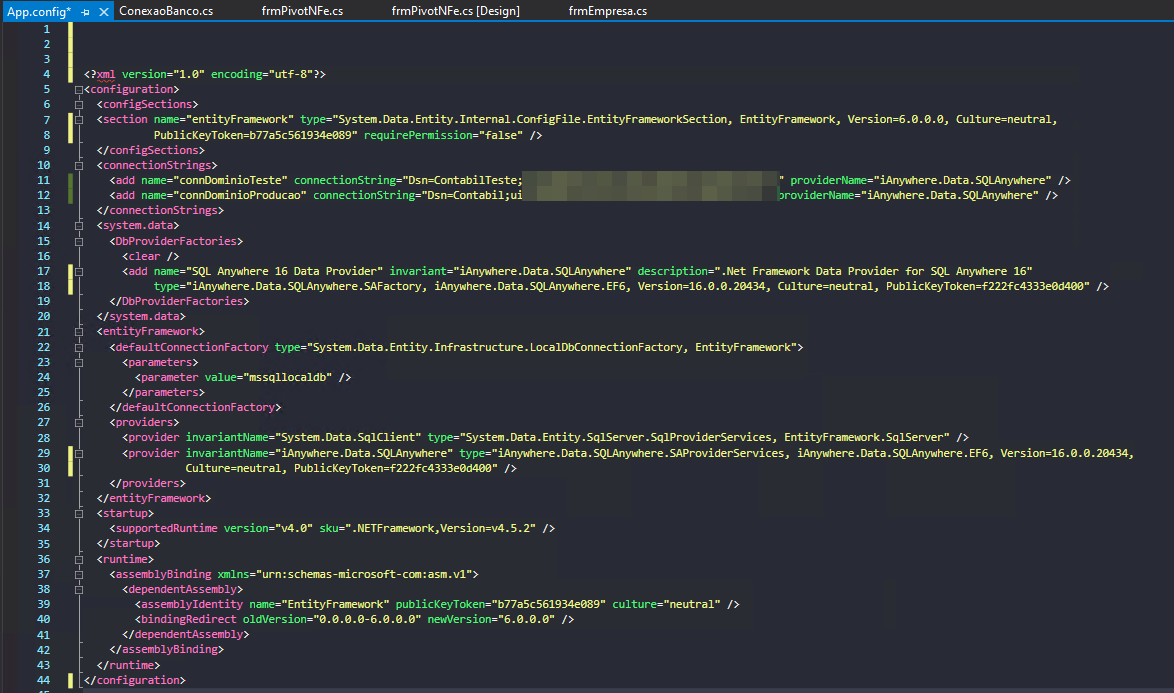 App.config* ConexaoBanco.cs frmPivotNFe.cs frmPivotNFe.cs [Design] frmEmpresa.cs
1
2
3
4 <?xml version="1.0" encoding="utf-8"?>
5 <configuration>
6 <configSections>
7 <section name="entityFramework" type="System.Data.Entity.Internal.ConfigFile.EntityFrameworkSection, EntityFramework, Version=6.0.0.0, Culture=neutral,
8 PublicKeyToken=b77a5c561934e089" requirePermission="false" />
9 </configSections>
10 <connectionStrings>
11 <add name="connDominioTeste" connectionString="Dsn=ContabilTeste; " providerName="iAnywhere.Data.SQLAnywhere" />
12 <add name="connDominioProducao" connectionString="Dsn=Contabil;ui providerName="iAnywhere.Data.SQLAnywhere" />
13 </connectionStrings>
14 <system.data>
15 <DbProviderFactories>
16 <clear />
17 <add name="SQL Anywhere 16 Data Provider" invariant="iAnywhere.Data.SQLAnywhere" description=".Net Framework Data Provider for SQL Anywhere 16"
18 type="iAnywhere.Data.SQLAnywhere.SAFactory, iAnywhere.Data.SQLAnywhere.EF6, Version=16.0.0.20434, Culture=neutral, PublicKeyToken=f222fc4333e0d400" />
19 </DbProviderFactories>
20 </system.data>
21 <entityFramework>
22 <defaultConnectionFactory type="System.Data.Entity.Infrastructure.LocalDbConnectionFactory, EntityFramework">
23 <parameters>
24 <parameter value="mssqllocaldb" />
25 </parameters>
26 </defaultConnectionFactory>
27 <providers>
28 <provider invariantName="System.Data.SqlClient" type="System.Data.Entity.SqlServer.SqlProviderServices, EntityFramework.SqlServer" />
29 <provider invariantName="iAnywhere.Data.SQLAnywhere" type="iAnywhere.Data.SQLAnywhere.SAProviderServices, iAnywhere.Data.SQLAnywhere.EF6, Version=16.0.0.20434,
30 Culture=neutral, PublicKeyToken=f222fc4333e0d400" />
31 </providers>
32 </entityFramework>
33 <startup>
34 <supportedRuntime version="v4.0" sku=".NETFramework,Version=v4.5.2" />
35 </startup>
36 <runtime>
37 <assemblyBinding xmlns="urn:schemas-microsoft-com:asm.v1">
38 <dependentAssembly>
39 <assemblyIdentity name="EntityFramework" publicKeyToken="b77a5c561934e089" culture="neutral" />
40 <bindingRedirect oldVersion="0.0.0.0-6.0.0.0" newVersion="6.0.0.0" />
41 </dependentAssembly>
42 </assemblyBinding>
43 </runtime>
44 </configuration>